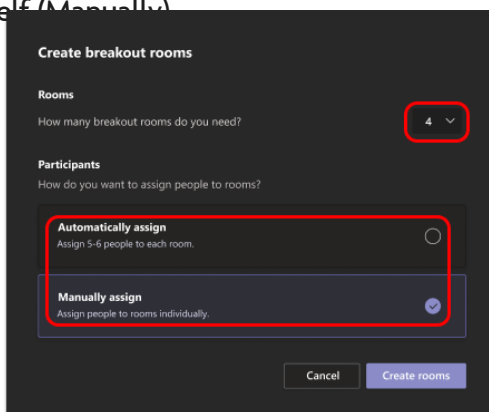 elf (Manually)
Create breakout rooms
Rooms
How many breakout rooms do you need?
4
Participants
How do you want to assign people to rooms?
Automatically assign
Assign 5-6 people to each room.
Manually assign
Assign people to rooms individually.
Cancel Create rooms